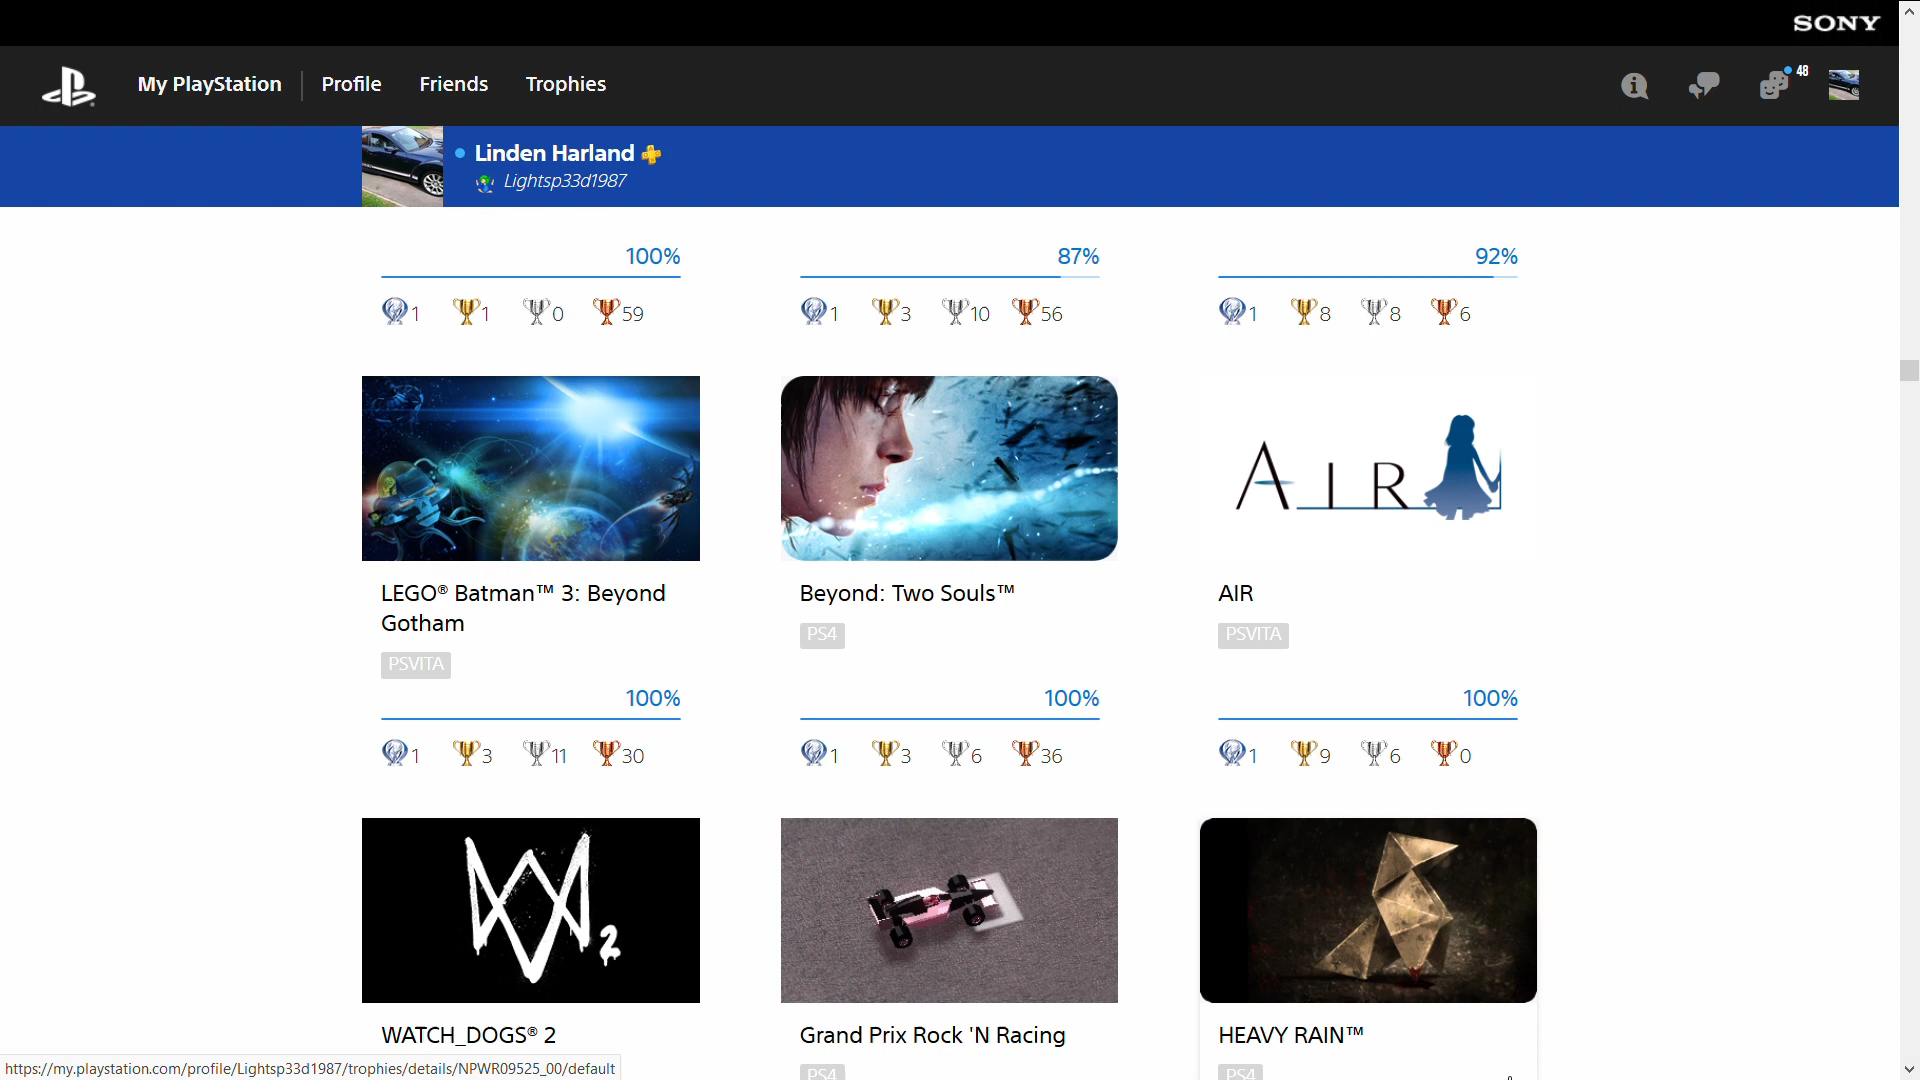 SONY
My PlayStation
Profile
Friends
Trophies
48
Linden Harland
Lightsp33d1987
100%
87%
92%
1 1 0 59
1 3 10 56
1 8 8 6
AIR
LEGO® Batman™ 3: Beyond
Gotham
PSVITA
Beyond: Two Souls™
PS4
AIR
PSVITA
100%
100%
100%
1 3 11 30
1 3 6 36
1 9 6 0
2
WATCH_DOGS® 2
Grand Prix Rock 'N Racing
PS4
HEAVY RAIN™
PS4
https://my.playstation.com/profile/Lightsp33d1987/trophies/details/NPWR09525_00/default